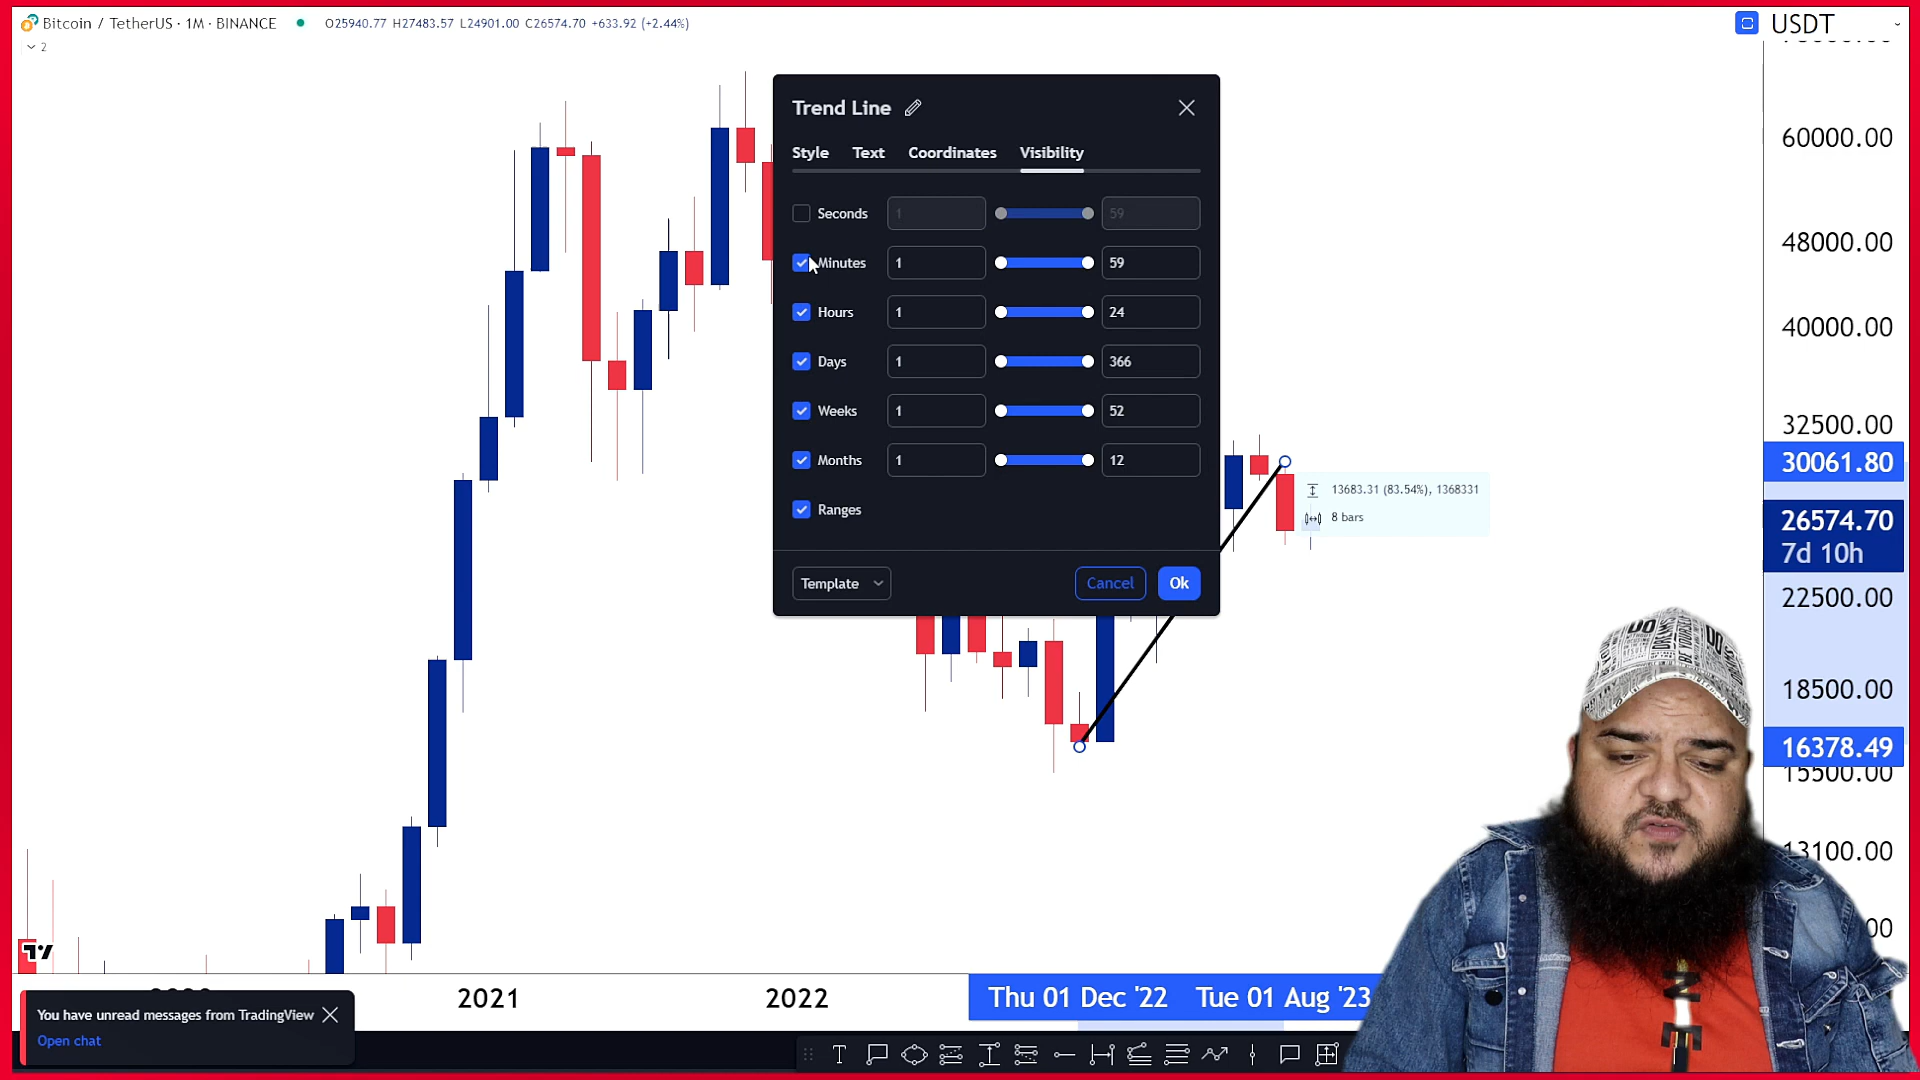 Bitcoin / TetherUS · 1M · BINANCE
O25940.77 H27483.57 L24901.00 C26574.70 +633.92 (+2.44%)
USDT
2
Trend Line
Style Text Coordinates Visibility
Seconds 1 59
Minutes 1 59
Hours 1 24
Days 1 366
Weeks 1 52
Months 1 12
Ranges
Template Cancel Ok
13683.31 (83.54%), 1368331
8 bars
60000.00
48000.00
40000.00
32500.00
30061.80
26574.70
7d 10h
22500.00
18500.00
16378.49
15500.00
13100.00
00
2021 2022 Thu 01 Dec '22 Tue 01 Aug '23
You have unread messages from TradingView
Open chat